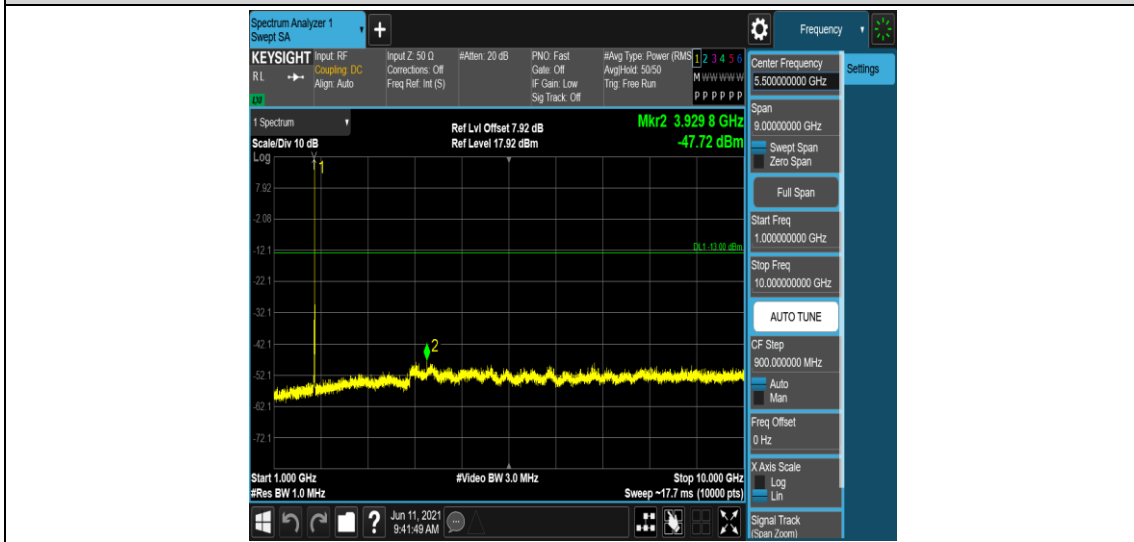 Spectrum Analyzer 1
Swept SA
Frequency
KEYSIGHT
RL
Input: RF
Coupling: DC
Align: Auto
Input Z: 50 Ω
Corrections: Off
Freq Ref: Int (S)
#Atten: 20 dB
PNO: Fast
Gate: Off
IF Gain: Low
Sig Track: Off
#Avg Type: Power (RMS
Avg|Hold: 50/50
Trig: Free Run
1 2 3 4 5 6
M W W W W W
P P P P P P
Center Frequency
5.500000000 GHz
Settings
Span
9.00000000 GHz
Swept Span
Zero Span
Full Span
Start Freq
1.000000000 GHz
Stop Freq
10.000000000 GHz
AUTO TUNE
CF Step
900.000000 MHz
Auto
Man
Freq Offset
0 Hz
X Axis Scale
Log
Lin
Signal Track
(Span Zoom)
1 Spectrum
Scale/Div 10 dB
Log
Ref Lvl Offset 7.92 dB
Ref Level 17.92 dBm
Mkr2 3.929 8 GHz
-47.72 dBm
1
7.92
-2.08
-12.1
DL1 -13.00 dBm
-22.1
-32.1
-42.1
2
-52.1
-62.1
-72.1
Start 1.000 GHz
#Res BW 1.0 MHz
#Video BW 3.0 MHz
Stop 10.000 GHz
Sweep ~17.7 ms (10000 pts)
Jun 11, 2021
9:41:49 AM